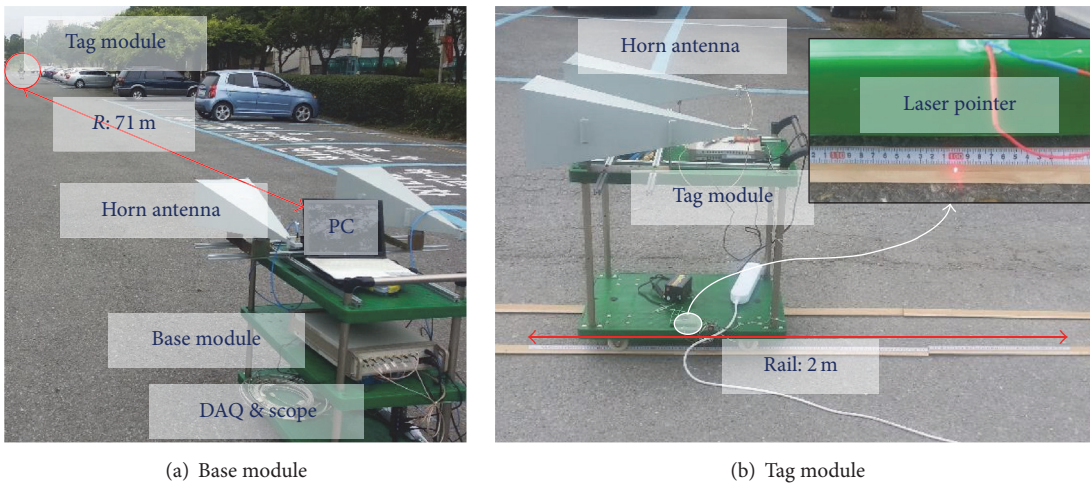 Tag module
R: 71 m
Horn antenna
PC
Base module
DAQ & scope
(a) Base module
Horn antenna
Laser pointer
Tag module
Rail: 2 m
(b) Tag module